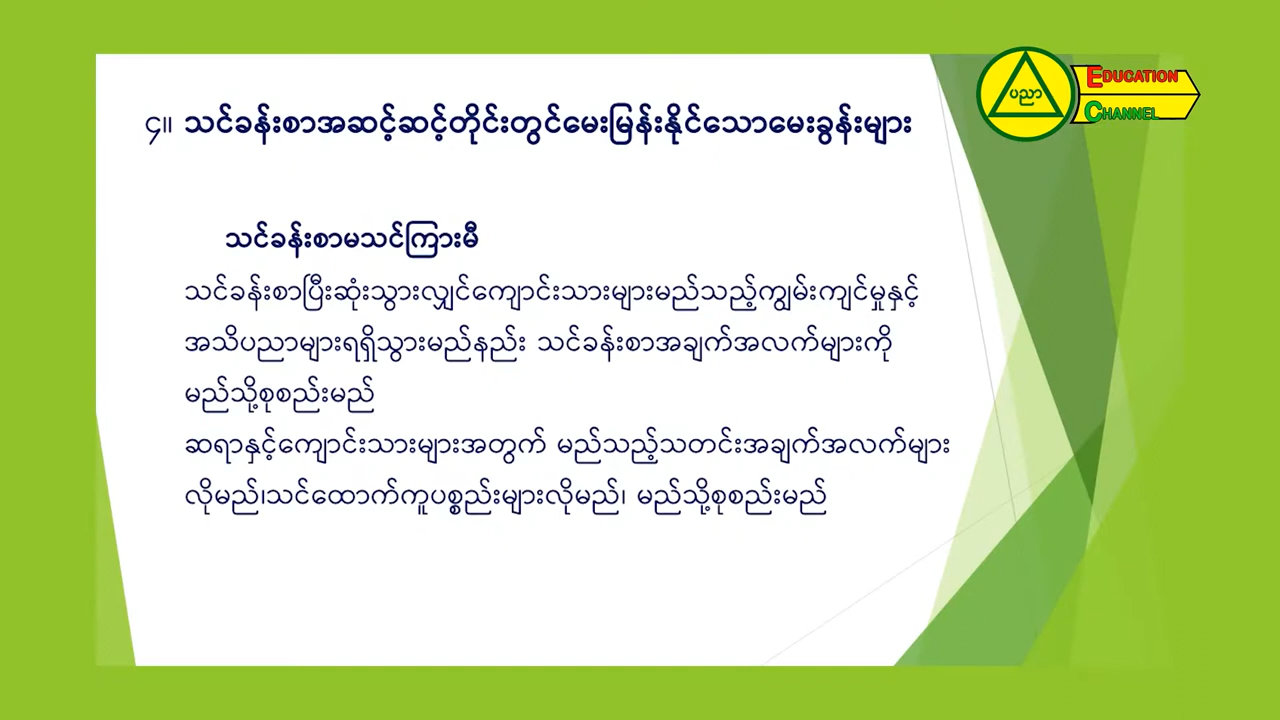 ၄။ သင်ခန်းစာအဆင့်ဆင့်တိုင်းတွင်မေးမြန်းနိုင်သောမေးခွန်းများ
ပညာ
EDUCATION
CHANNEL
သင်ခန်းစာမသင်ကြားမီ
သင်ခန်းစာပြီးဆုံးသွားလျှင်ကျောင်းသားများမည်သည့်ကျွမ်းကျင်မှုနှင့်
အသိပညာများရရှိသွားမည်နည်း သင်ခန်းစာအချက်အလက်များကို
မည်သို့စုစည်းမည်
ဆရာနှင့်ကျောင်းသားများအတွက် မည်သည့်သတင်းအချက်အလက်များ
လိုမည်၊သင်ထောက်ကူပစ္စည်းများလိုမည်၊ မည်သို့စုစည်းမည်